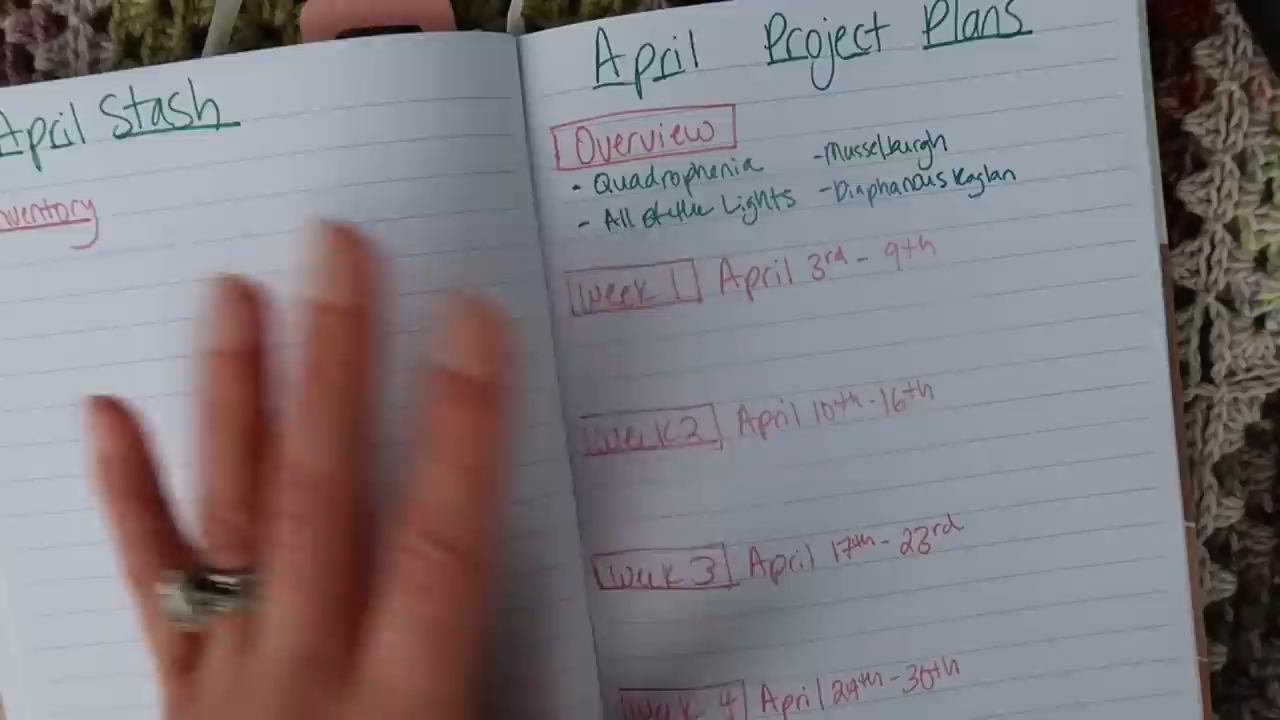 April Stash
nventory
April Project Plans
Overview
- Quadrophenia
- All of the Lights
- Musselburgh
- Diaphanous Raglan
Week 1 April 3rd - 9th
Week 2 April 10th - 16th
Week 3 April 17th - 23rd
Week 4 April 24th - 30th